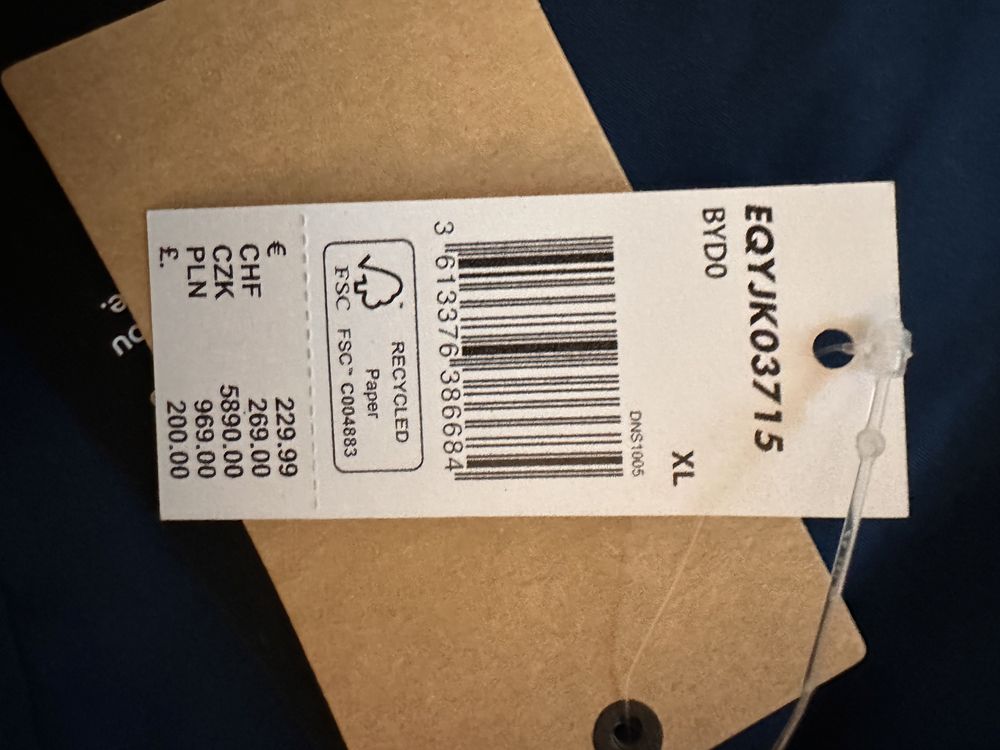 EQYJK03715
BYD0
XL
DNS1005
3 613376 386684
RECYCLED
Paper
FSC FSC™ C004883
€ 229.99
CHF 269.00
CZK 5890.00
PLN 969.00
£. 200.00